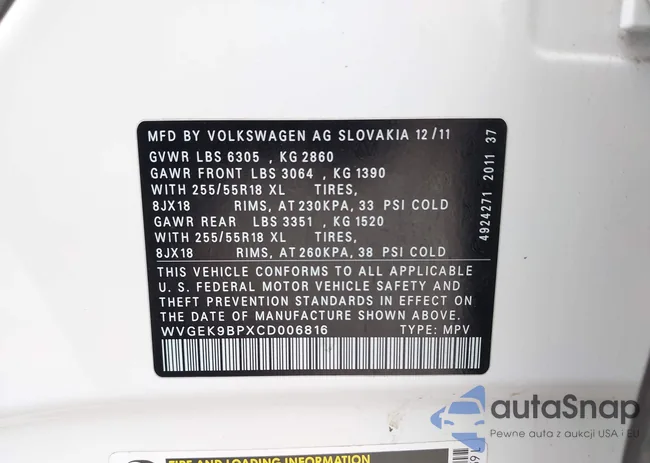 MFD BY VOLKSWAGEN AG SLOVAKIA 12/11
GVWR LBS 6305 , KG 2860
GAWR FRONT LBS 3064 , KG 1390
WITH 255/55R18 XL TIRES,
8JX18 RIMS, AT 230KPA, 33 PSI COLD
GAWR REAR LBS 3351 , KG 1520
WITH 255/55R18 XL TIRES,
8JX18 RIMS, AT 260KPA, 38 PSI COLD
THIS VEHICLE CONFORMS TO ALL APPLICABLE
U.S. FEDERAL MOTOR VEHICLE SAFETY AND
THEFT PREVENTION STANDARDS IN EFFECT ON
THE DATE OF MANUFACTURE SHOWN ABOVE.
WVGEK9BPXCD006816 TYPE: MPV
4924271 2011 37
autaSnap
Pewne auta z aukcji USA i EU
TIRE AND LOADING INFORMATION